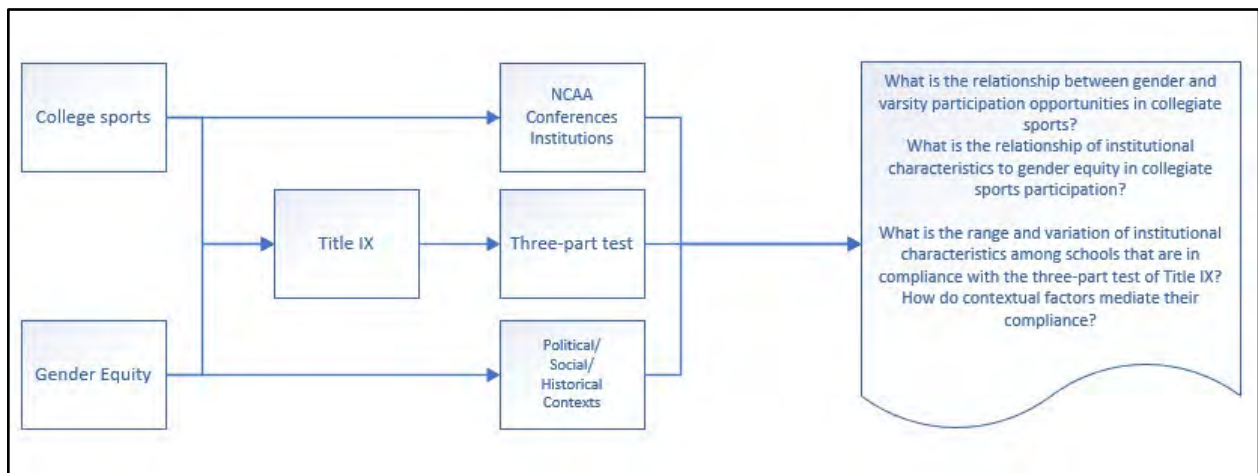 College sports
NCAA
Conferences
Institutions
Title IX
Three-part test
Gender Equity
Political/
Social/
Historical
Contexts
What is the relationship between gender and
varsity participation opportunities in collegiate
sports?
What is the relationship of institutional
characteristics to gender equity in collegiate
sports participation?
What is the range and variation of institutional
characteristics among schools that are in
compliance with the three-part test of Title IX?
How do contextual factors mediate their
compliance?